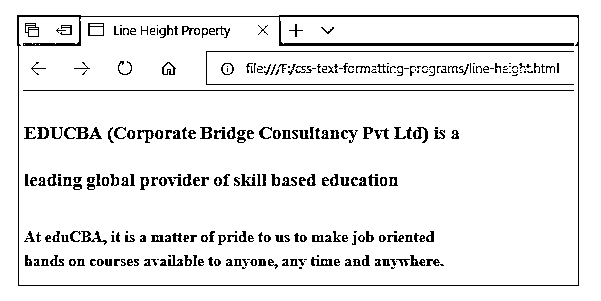 Line Height Property
file:///F:/css-text-formatting-programs/line-height.html
EDUCBA (Corporate Bridge Consultancy Pvt Ltd) is a
leading global provider of skill based education
At eduCBA, it is a matter of pride to us to make job oriented
hands on courses available to anyone, any time and anywhere.